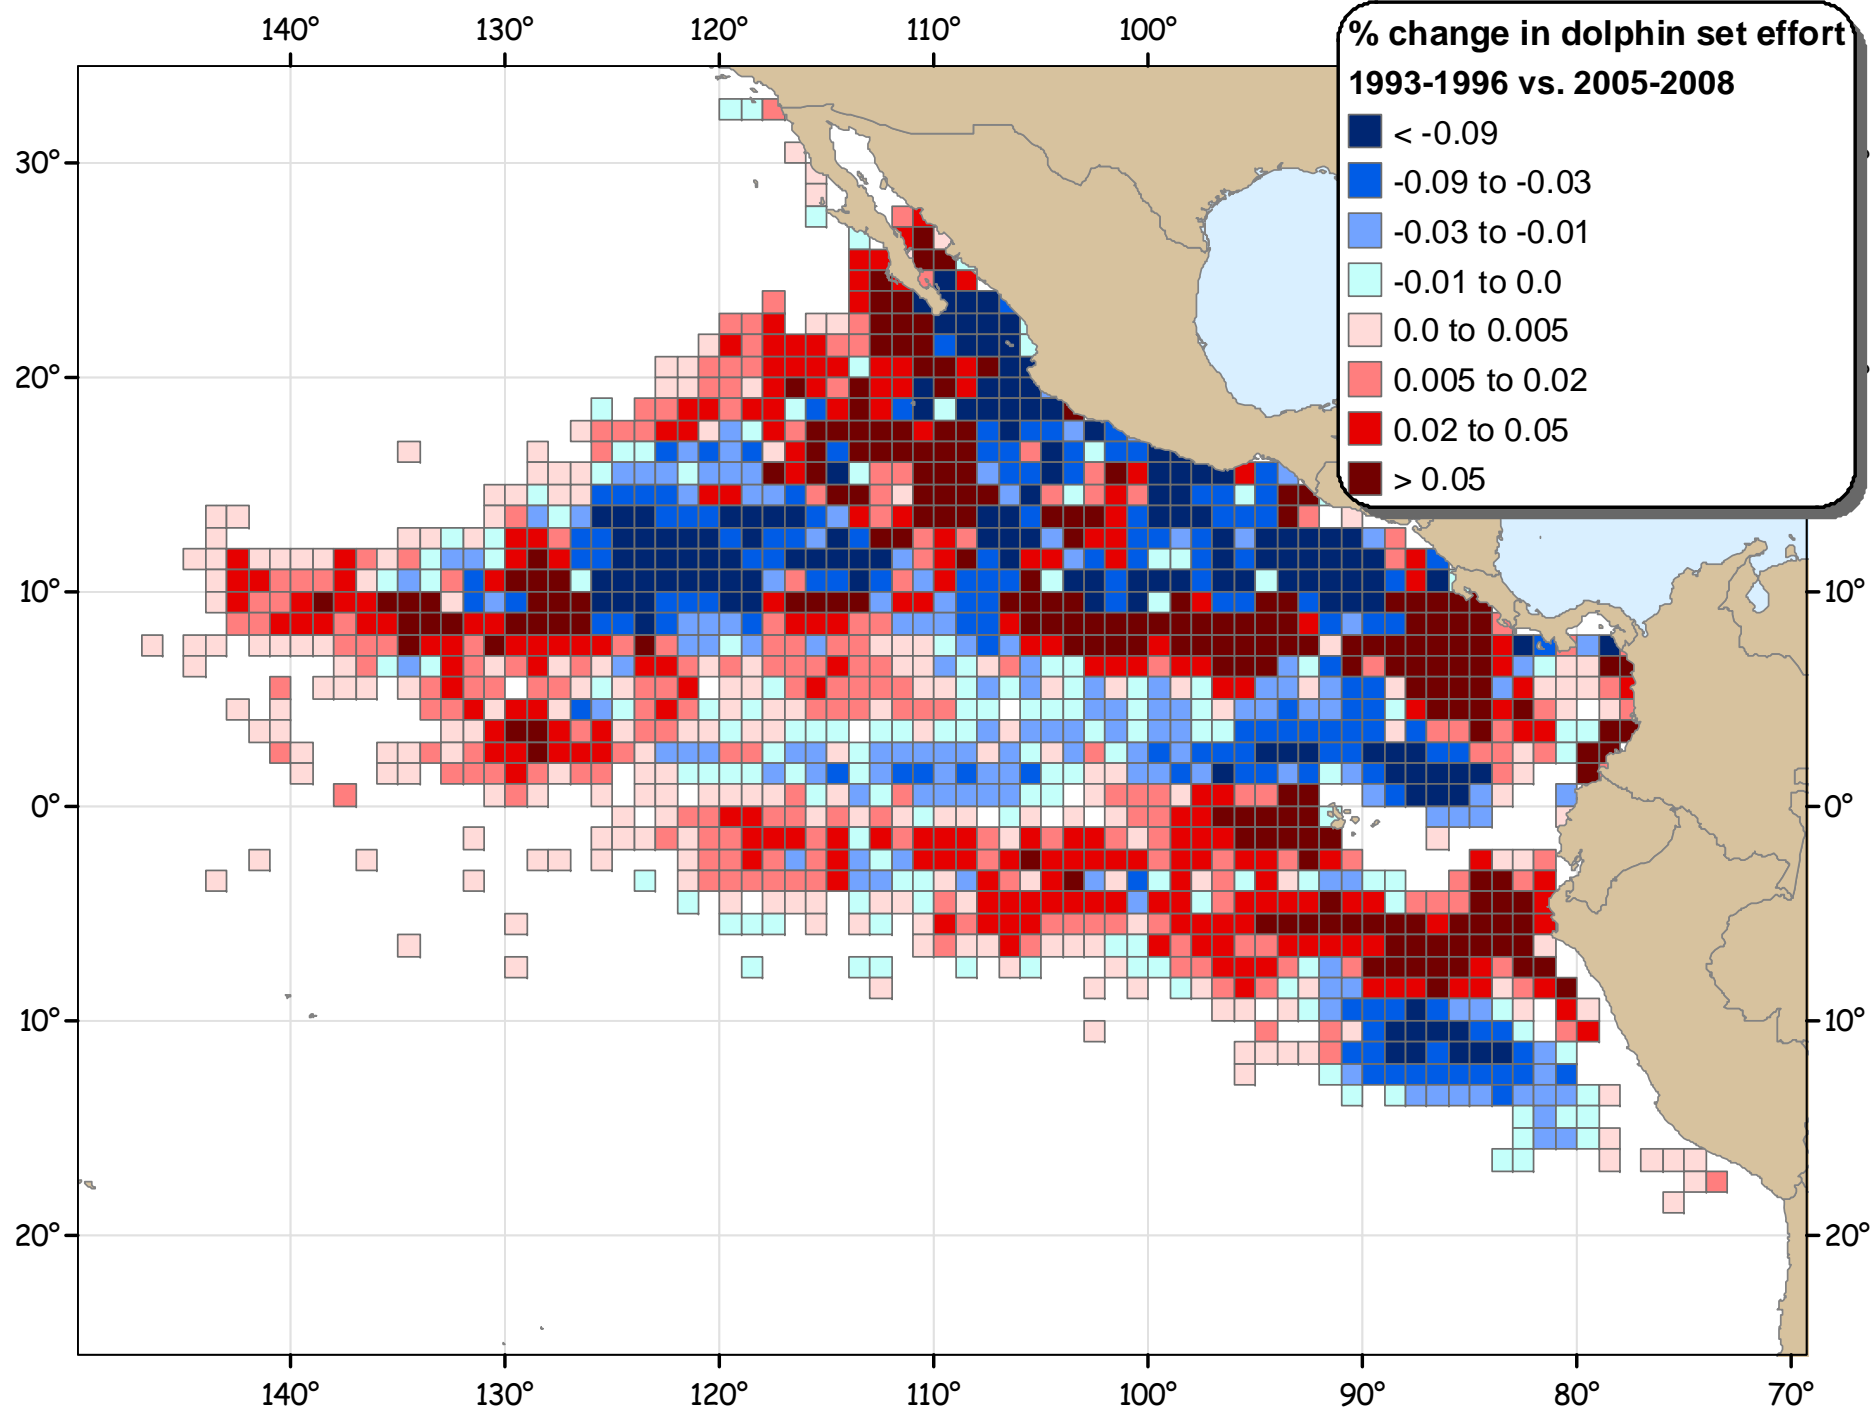 140° 130° 120° 110° 100°
% change in dolphin set effort
1993-1996 vs. 2005-2008
< -0.09
-0.09 to -0.03
-0.03 to -0.01
-0.01 to 0.0
0.0 to 0.005
0.005 to 0.02
0.02 to 0.05
> 0.05
30°
20°
10° 10°
0° 0°
10° 10°
20° 20°
140° 130° 120° 110° 100° 90° 80° 70°